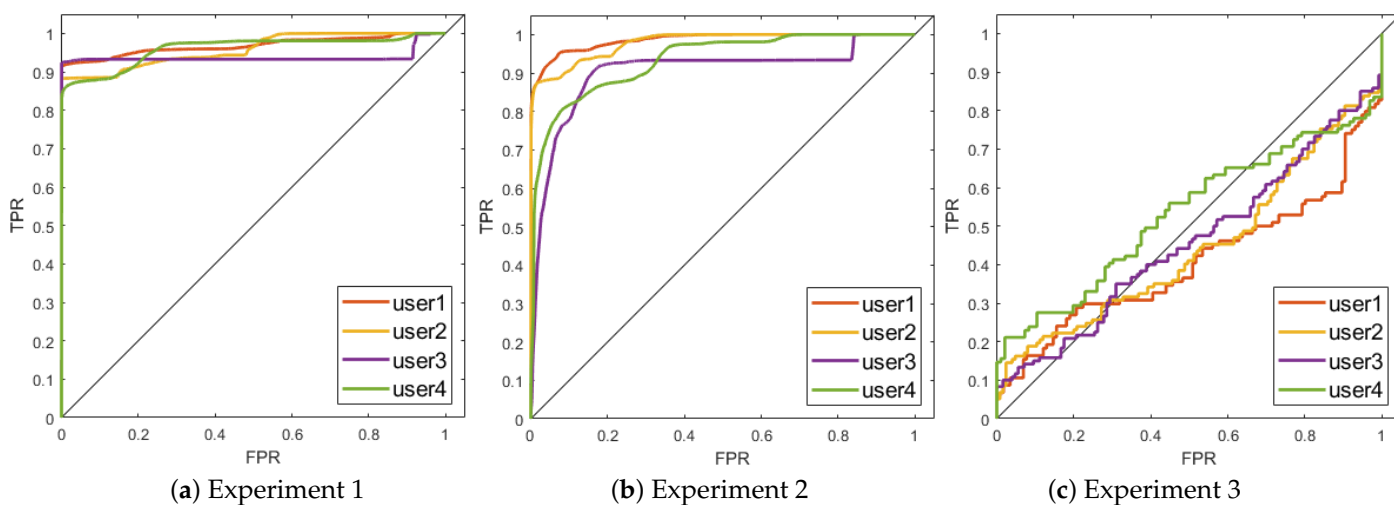 1
0.9
0.8
0.7
0.6
0.5
0.4
0.3
0.2
0.1
0
TPR
0 0.2 0.4 0.6 0.8 1
FPR
user1
user2
user3
user4
(a) Experiment 1
1
0.9
0.8
0.7
0.6
0.5
0.4
0.3
0.2
0.1
0
TPR
0 0.2 0.4 0.6 0.8 1
FPR
user1
user2
user3
user4
(b) Experiment 2
1
0.9
0.8
0.7
0.6
0.5
0.4
0.3
0.2
0.1
0
TPR
0.2 0.4 0.6 0.8 1
FPR
user1
user2
user3
user4
(c) Experiment 3